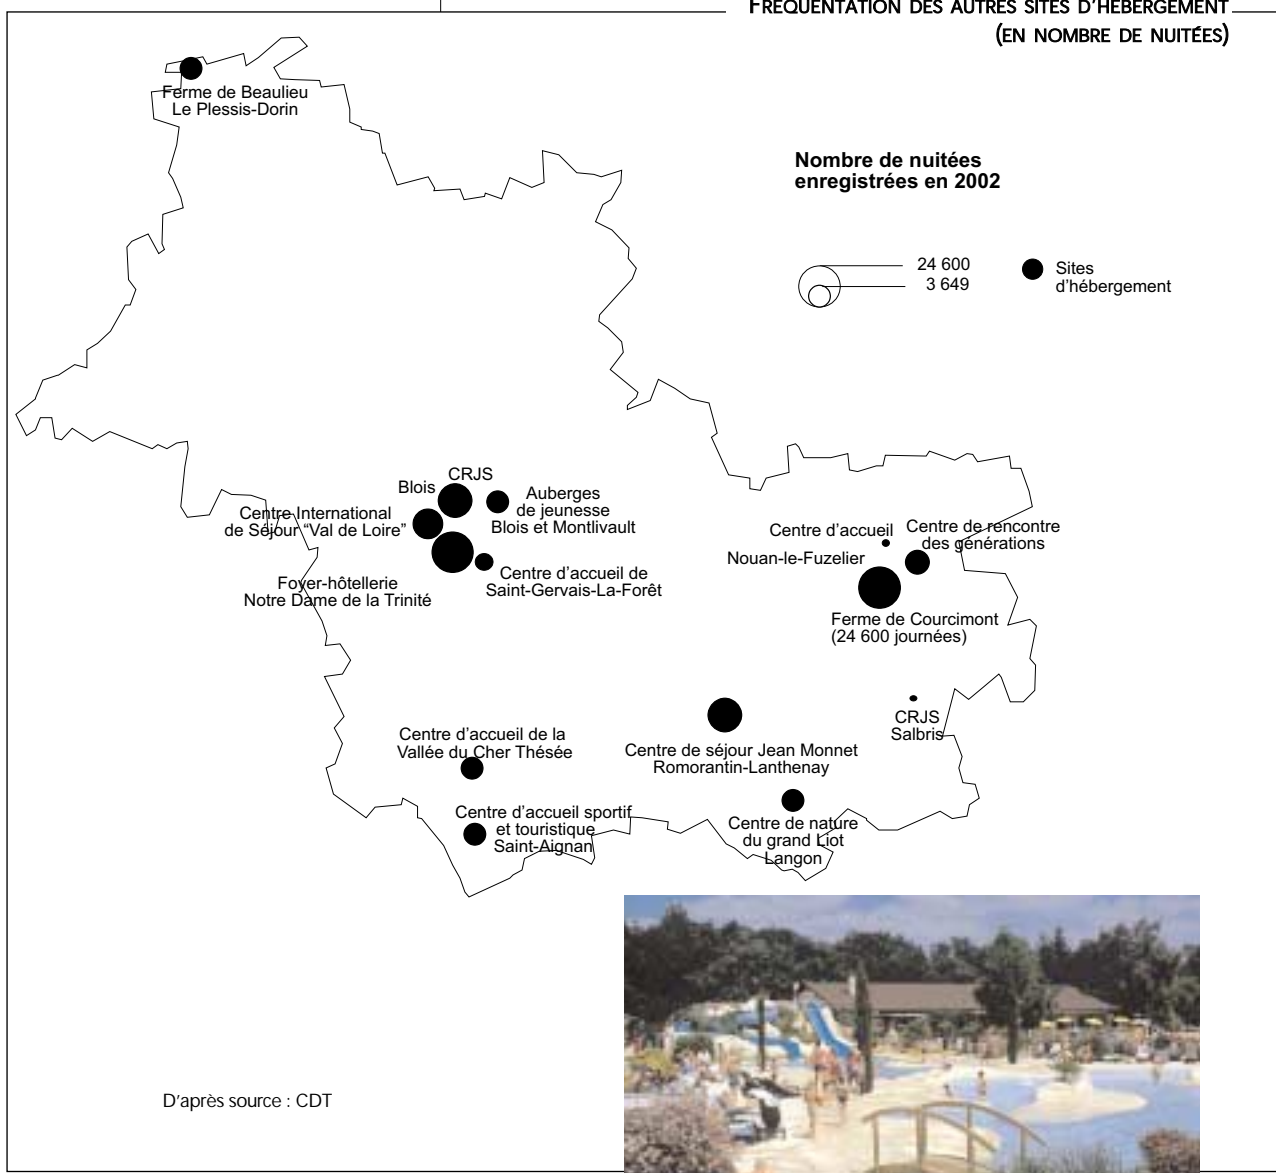 FRÉQUENTATION DES AUTRES SITES D'HÉBERGEMENT
(EN NOMBRE DE NUITÉES)
Ferme de Beaulieu
Le Plessis-Dorin
Nombre de nuitées
enregistrées en 2002
24 600
3 649
Sites
d'hébergement
CRJS
Blois
Auberges
de jeunesse
Blois et Montlivault
Centre International
de Séjour "Val de Loire"
Centre d'accueil de
Saint-Gervais-La-Forêt
Foyer-hôtellerie
Notre Dame de la Trinité
Centre d'accueil
Centre de rencontre
des générations
Nouan-le-Fuzelier
Ferme de Courcimont
(24 600 journées)
CRJS
Salbris
Centre d'accueil de la
Vallée du Cher Thésée
Centre de séjour Jean Monnet
Romorantin-Lanthenay
Centre d'accueil sportif
et touristique
Saint-Aignan
Centre de nature
du grand Liot
Langon
D'après source : CDT